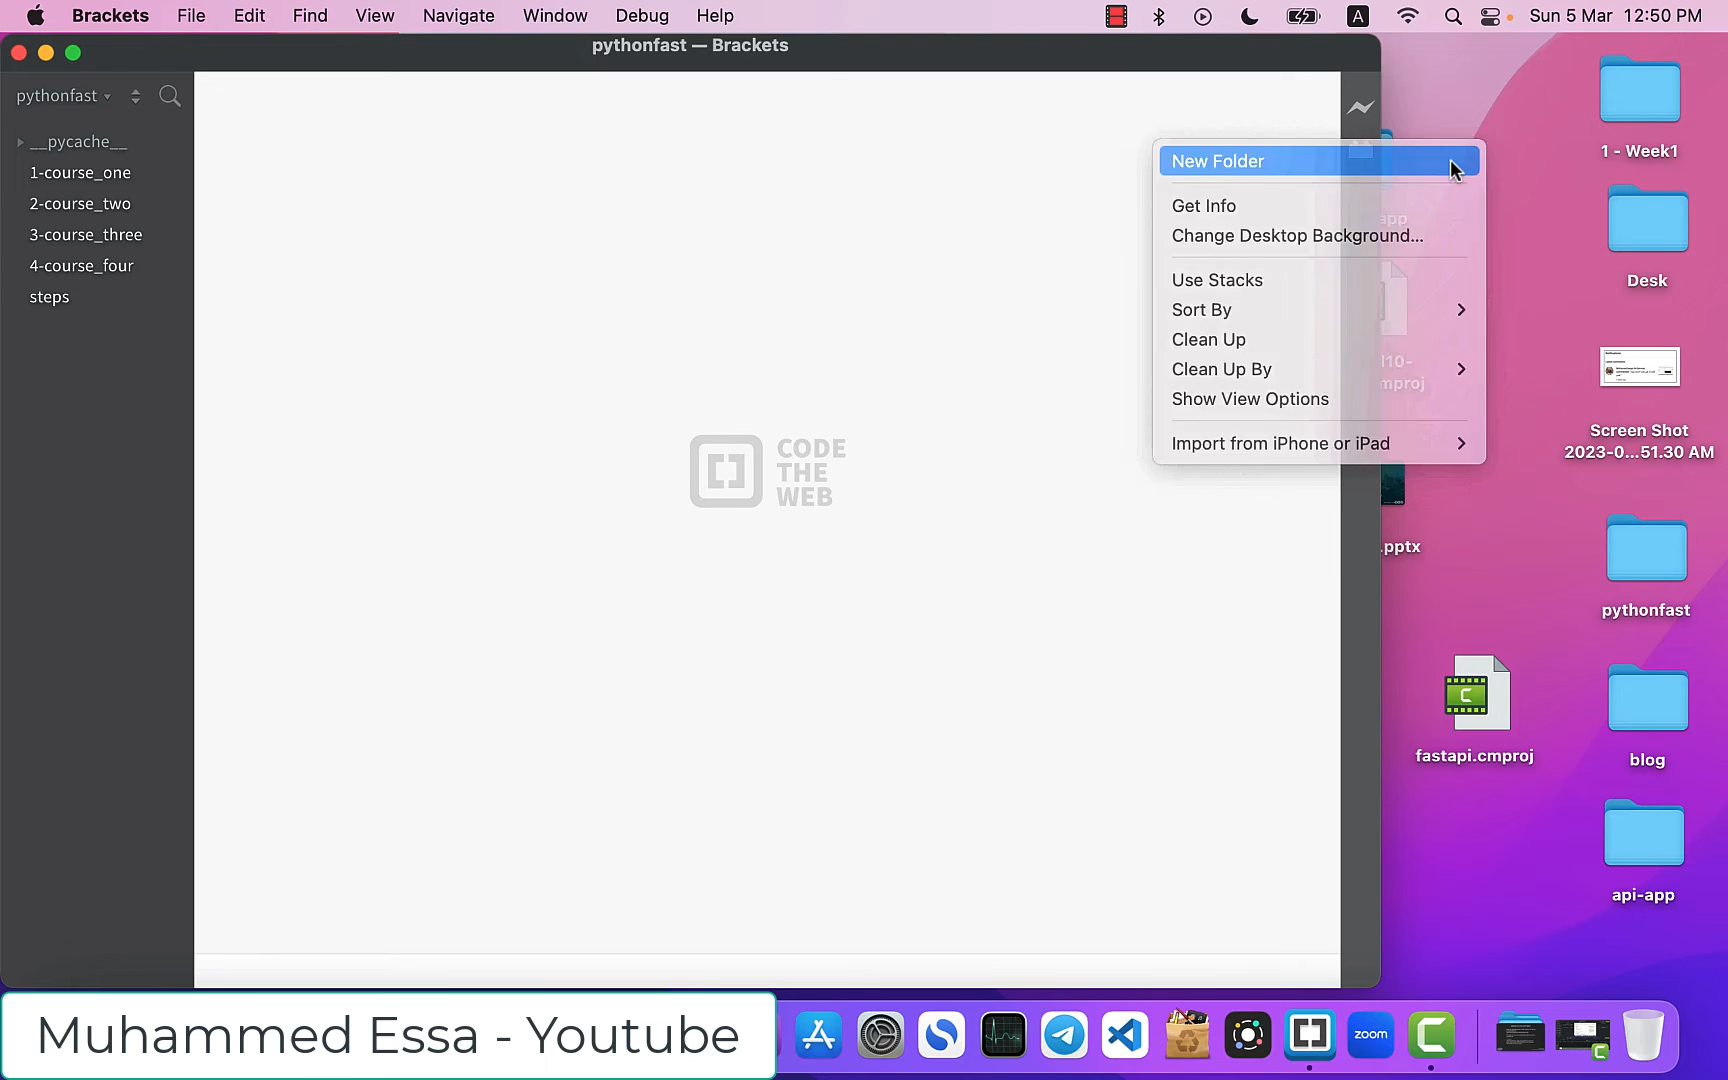 Brackets File Edit Find View Navigate Window Debug Help
A Sun 5 Mar 12:50 PM
pythonfast — Brackets
pythonfast
__pycache__
1-course_one
2-course_two
3-course_three
4-course_four
steps
CODE
THE
WEB
New Folder
Get Info
Change Desktop Background...
Use Stacks
Sort By
Clean Up
Clean Up By
Show View Options
Import from iPhone or iPad
app
mproj
.pptx
C
fastapi.cmproj
1 - Week1
Desk
Screen Shot
2023-0...51.30 AM
pythonfast
blog
api-app
Muhammed Essa - Youtube
zoom